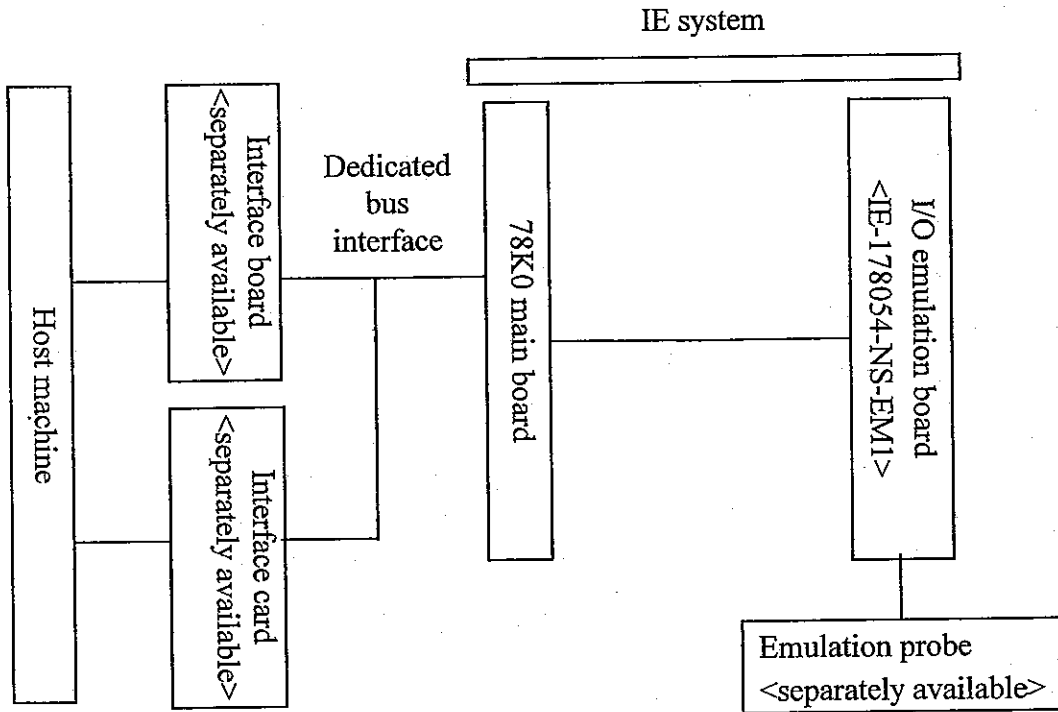 IE system
Host machine
Interface board
<separately available>
Interface card
<separately available>
Dedicated
bus
interface
78K0 main board
I/O emulation board
<IE-178054-NS-EM1>
Emulation probe
<separately available>